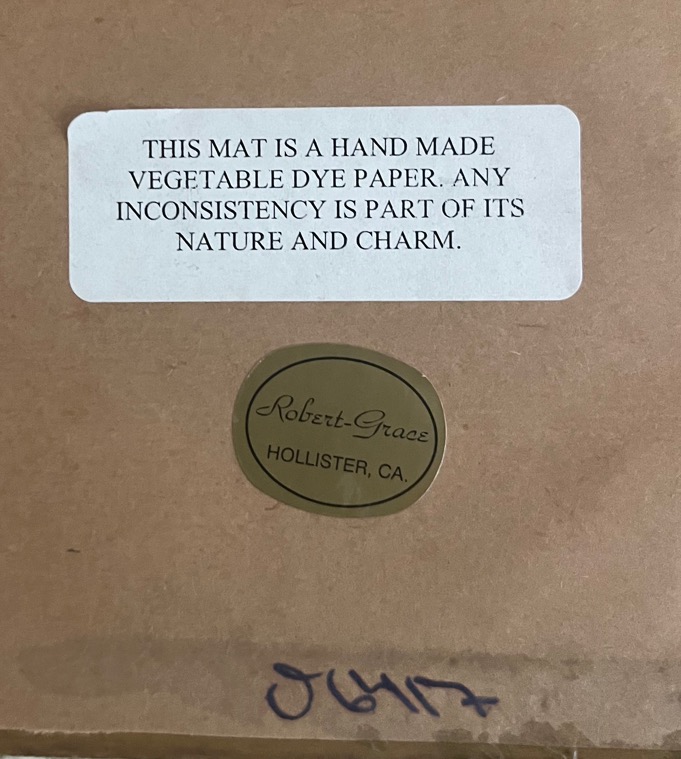 THIS MAT IS A HAND MADE
VEGETABLE DYE PAPER. ANY
INCONSISTENCY IS PART OF ITS
NATURE AND CHARM.
Robert-Grace
HOLLISTER, CA.
J6417